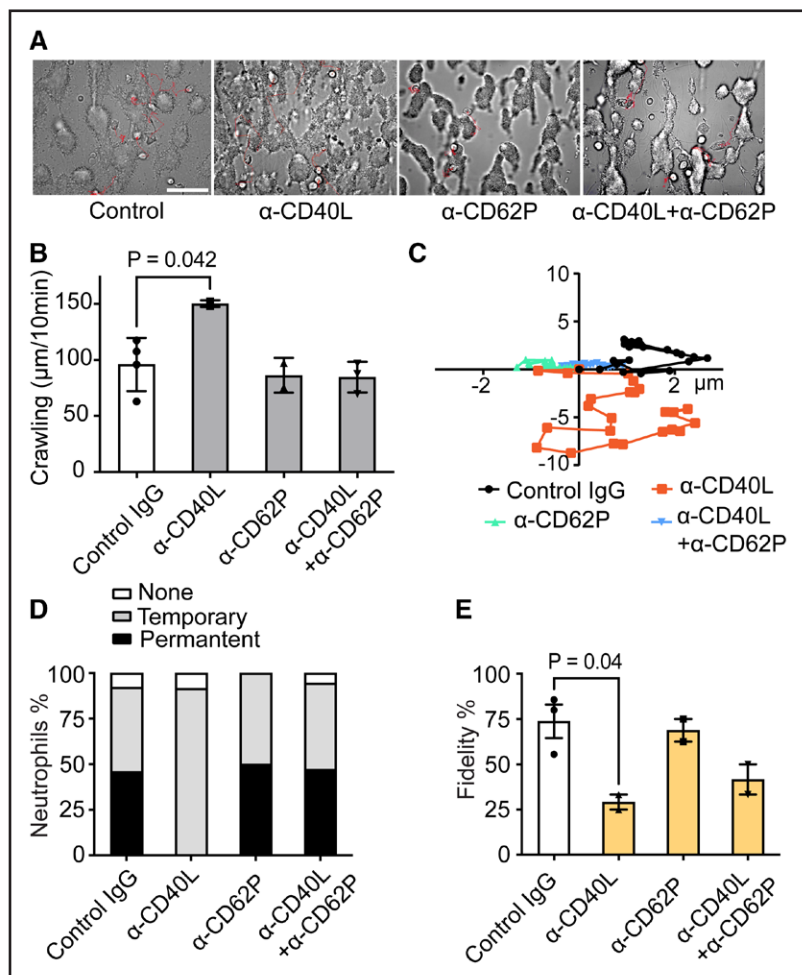 A
Control
α-CD40L
α-CD62P
α-CD40L+α-CD62P
B
P = 0.042
Crawling (µm/10min)
150
100
50
0
Control IgG
α-CD40L
α-CD62P
α-CD40L
+α-CD62P
C
10
5
-2
2
µm
-5
-10
Control IgG
α-CD40L
α-CD62P
α-CD40L
+α-CD62P
D
None
Temporary
Permantent
Neutrophils %
100
75
50
25
0
Control IgG
α-CD40L
α-CD62P
α-CD40L
+α-CD62P
E
P = 0.04
Fidelity %
100
75
50
25
0
Control IgG
α-CD40L
α-CD62P
α-CD40L
+α-CD62P